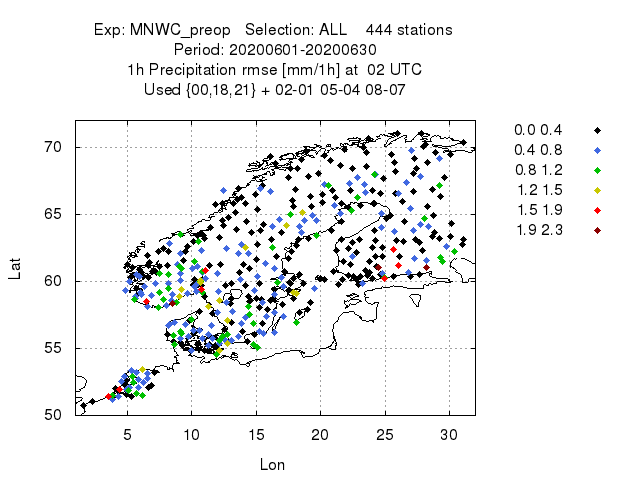 Exp: MNWC_preop   Selection: ALL    444 stations
Period: 20200601-20200630
1h Precipitation rmse [mm/1h] at  02 UTC
Used {00,18,21} + 02-01 05-04 08-07
0.0 0.4
0.4 0.8
0.8 1.2
1.2 1.5
1.5 1.9
1.9 2.3
70
65
60
55
50
Lat
5 10 15 20 25 30
Lon